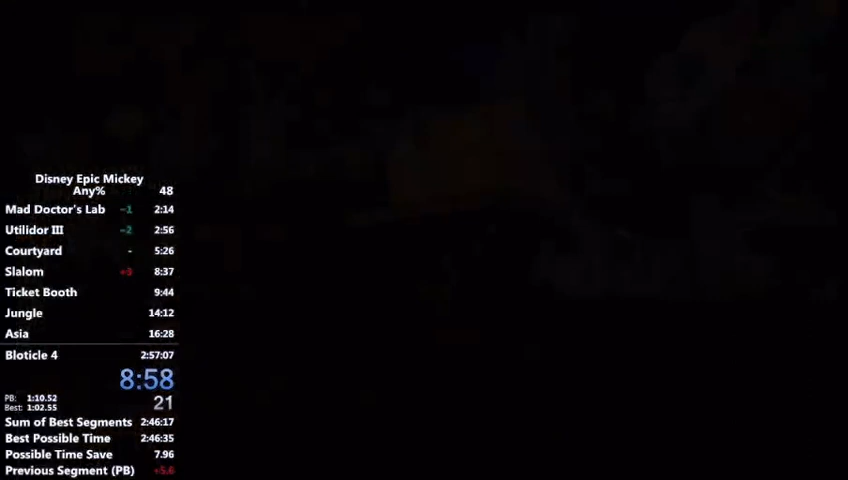 Disney Epic Mickey
Any% 48
Mad Doctor's Lab -1 2:14
Utilidor III -2 2:56
Courtyard - 5:26
Slalom +3 8:37
Ticket Booth 9:44
Jungle 14:12
Asia 16:28
Bloticle 4 2:57:07
8:58
PB: 1:10.52
Best: 1:02.55
21
Sum of Best Segments 2:46:17
Best Possible Time 2:46:35
Possible Time Save 7.96
Previous Segment (PB) +5.6